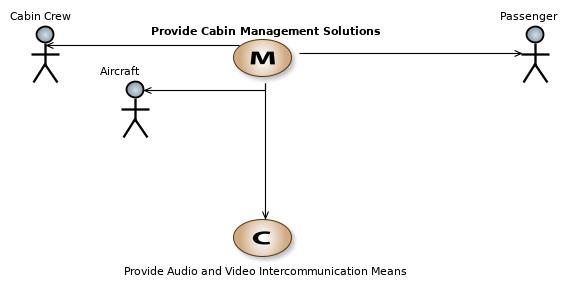 Cabin Crew
Passenger
Provide Cabin Management Solutions
M
Aircraft
C
Provide Audio and Video Intercommunication Means